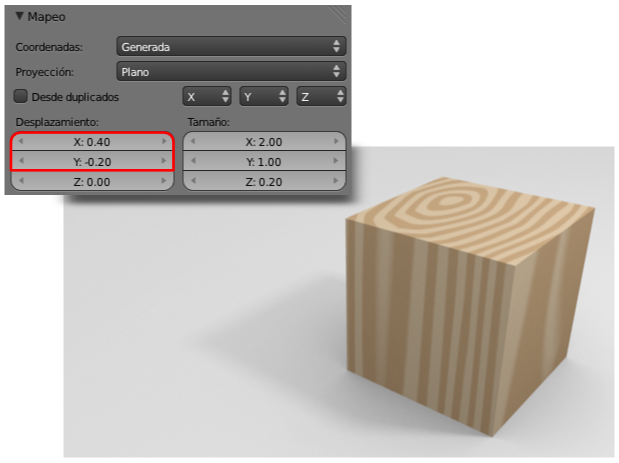 Mapeo
Coordenadas: Generada
Proyección: Plano
Desde duplicados X Y Z
Desplazamiento: Tamaño:
X: 0.40 X: 2.00
Y: -0.20 Y: 1.00
Z: 0.00 Z: 0.20